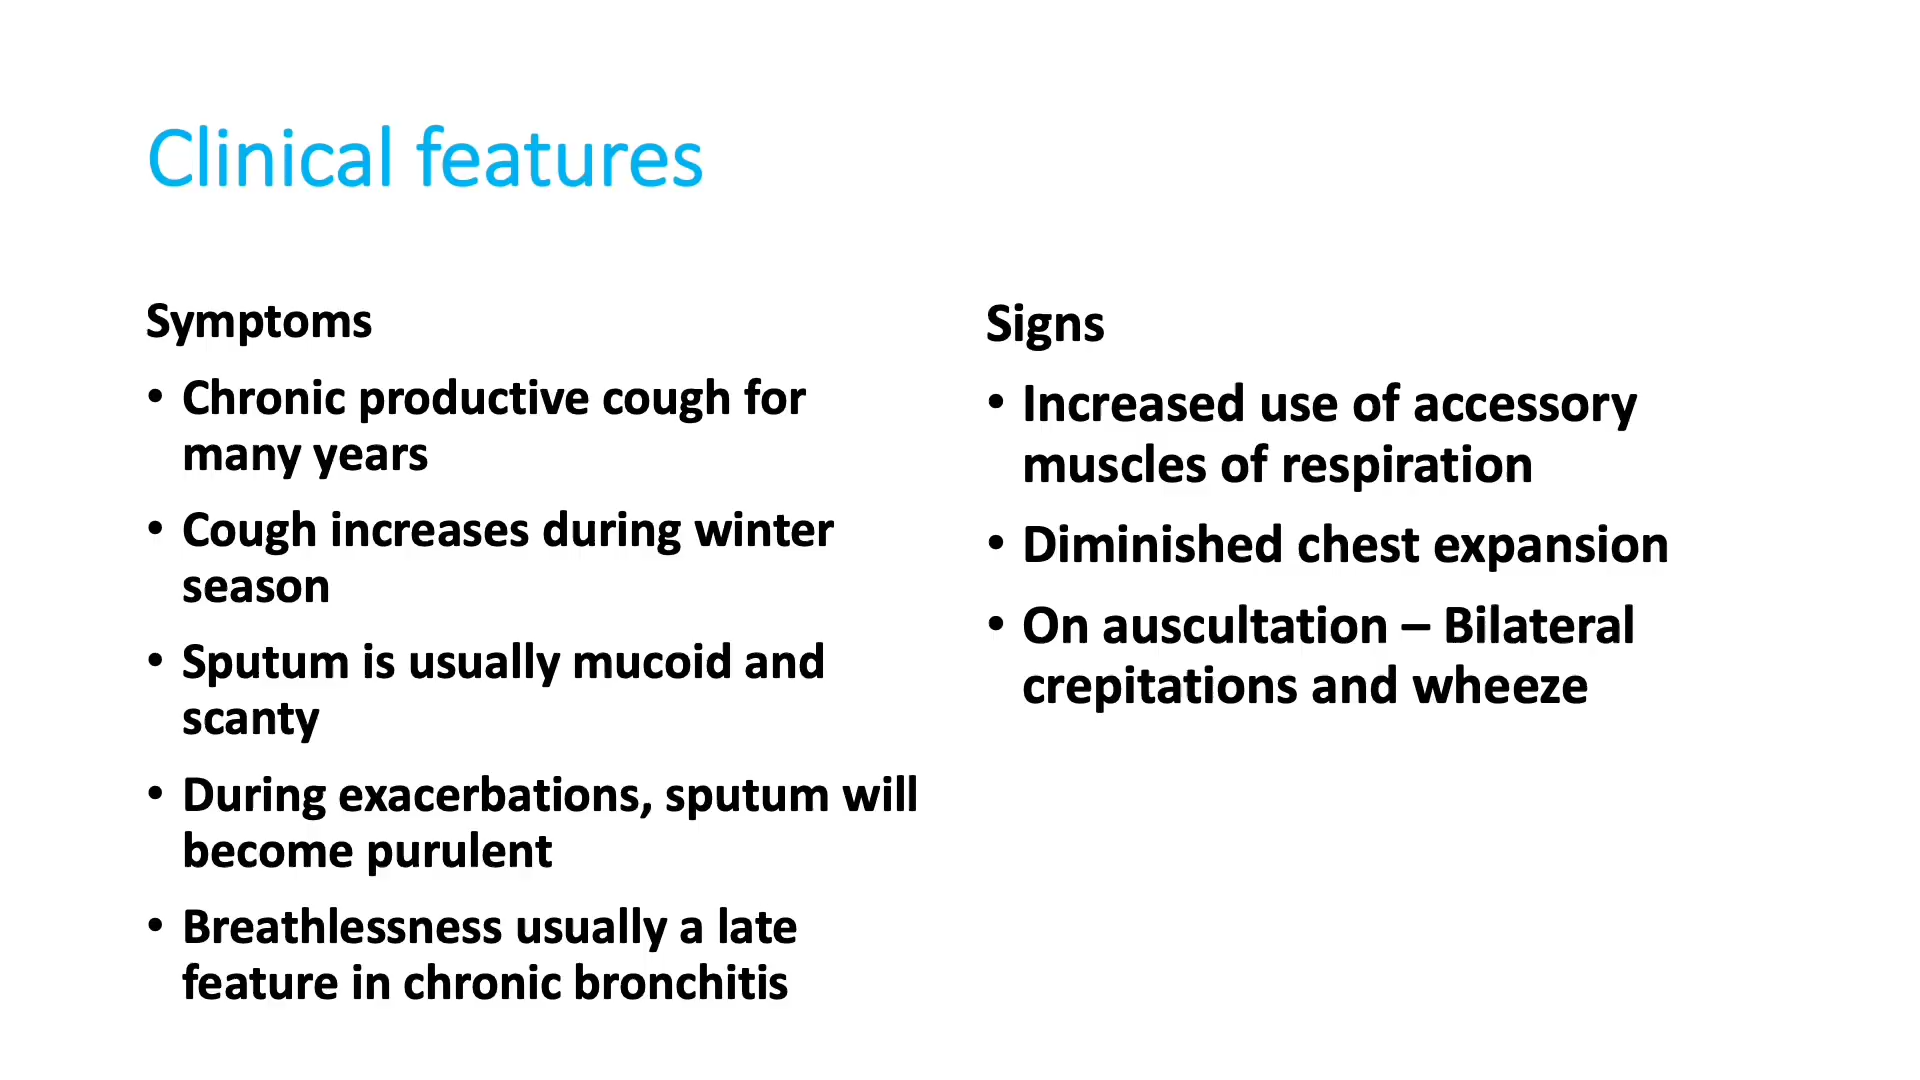 Clinical features
Symptoms
• Chronic productive cough for
many years
• Cough increases during winter
season
• Sputum is usually mucoid and
scanty
• During exacerbations, sputum will
become purulent
• Breathlessness usually a late
feature in chronic bronchitis
Signs
• Increased use of accessory
muscles of respiration
• Diminished chest expansion
• On auscultation – Bilateral
crepitations and wheeze